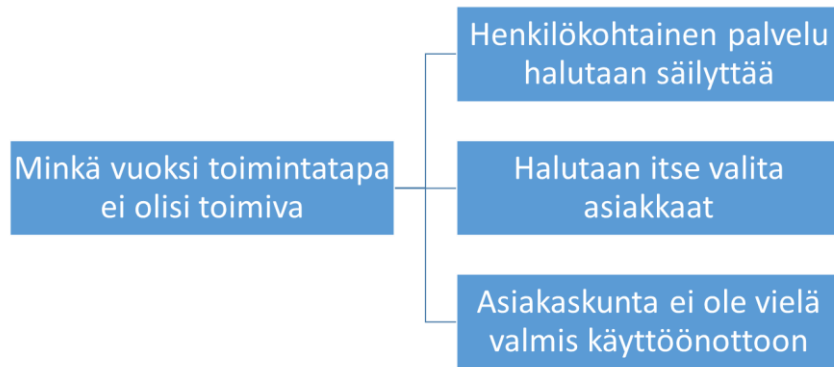 Henkilökohtainen palvelu
halutaan säilyttää
Minkä vuoksi toimintatapa
ei olisi toimiva
Halutaan itse valita
asiakkaat
Asiakaskunta ei ole vielä
valmis käyttöönottoon